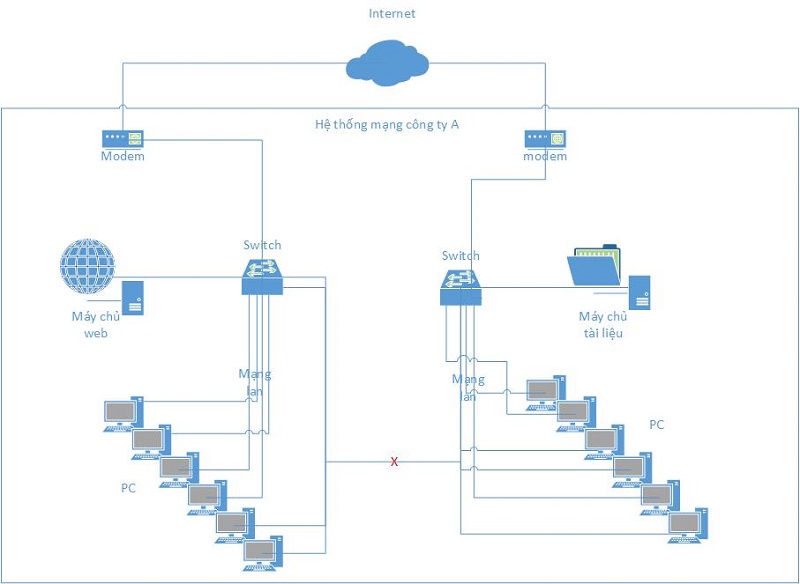 Internet
Hệ thống mạng công ty A
Modem
modem
Switch
Switch
Máy chủ
web
Máy chủ
tài liệu
Mạng
lan
Mạng
lan
PC
PC
X